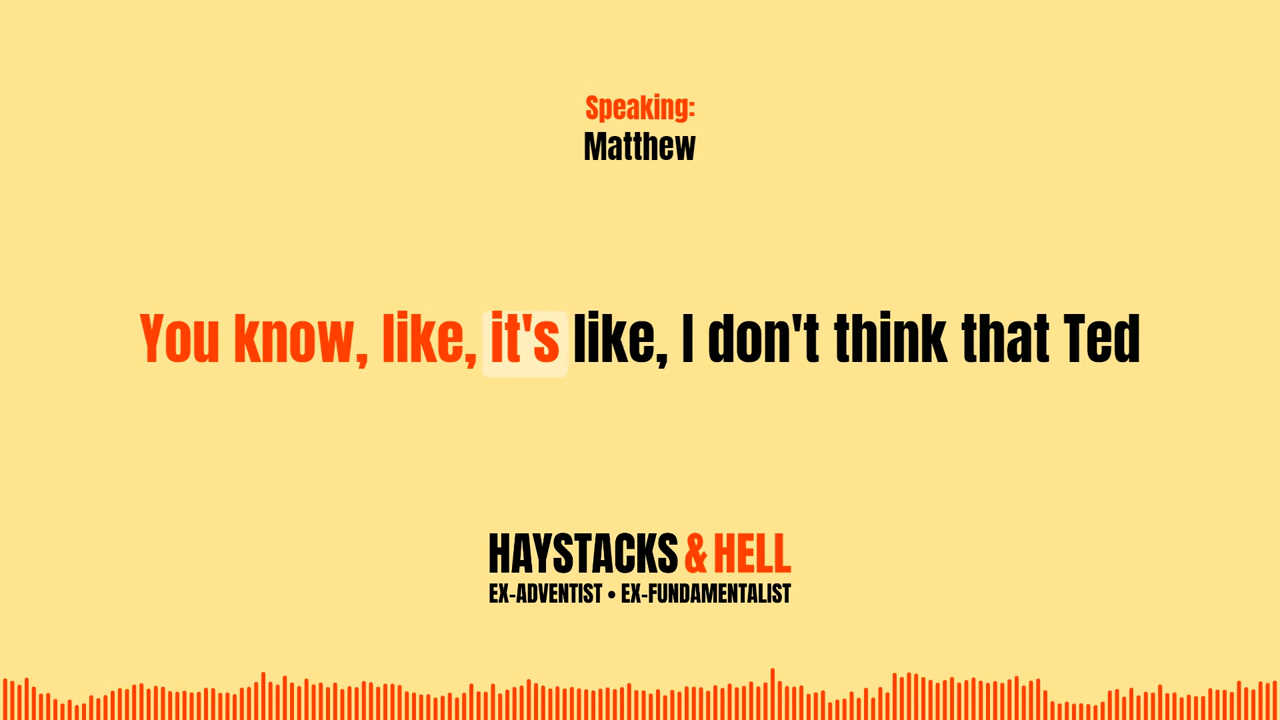 Speaking:
Matthew
You know, like, it's like, I don't think that Ted
HAYSTACKS & HELL
EX-ADVENTIST • EX-FUNDAMENTALIST